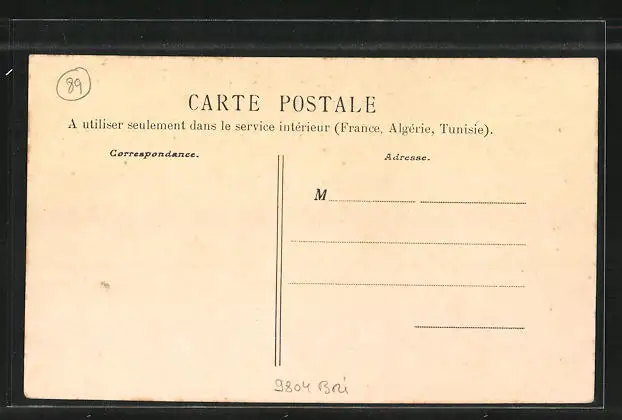 89
CARTE POSTALE
A utiliser seulement dans le service intérieur (France, Algérie, Tunisie).
Correspondance.
Adresse.
M
9804 Bri